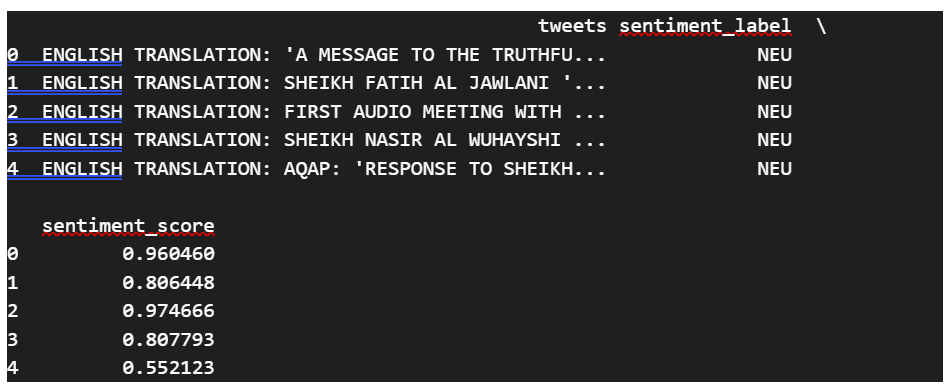 tweets sentiment_label \
0 ENGLISH TRANSLATION: 'A MESSAGE TO THE TRUTHFU... NEU
1 ENGLISH TRANSLATION: SHEIKH FATIH AL JAWLANI '... NEU
2 ENGLISH TRANSLATION: FIRST AUDIO MEETING WITH ... NEU
3 ENGLISH TRANSLATION: SHEIKH NASIR AL WUHAYSHI ... NEU
4 ENGLISH TRANSLATION: AQAP: 'RESPONSE TO SHEIKH... NEU
sentiment_score
0 0.960460
1 0.806448
2 0.974666
3 0.807793
4 0.552123